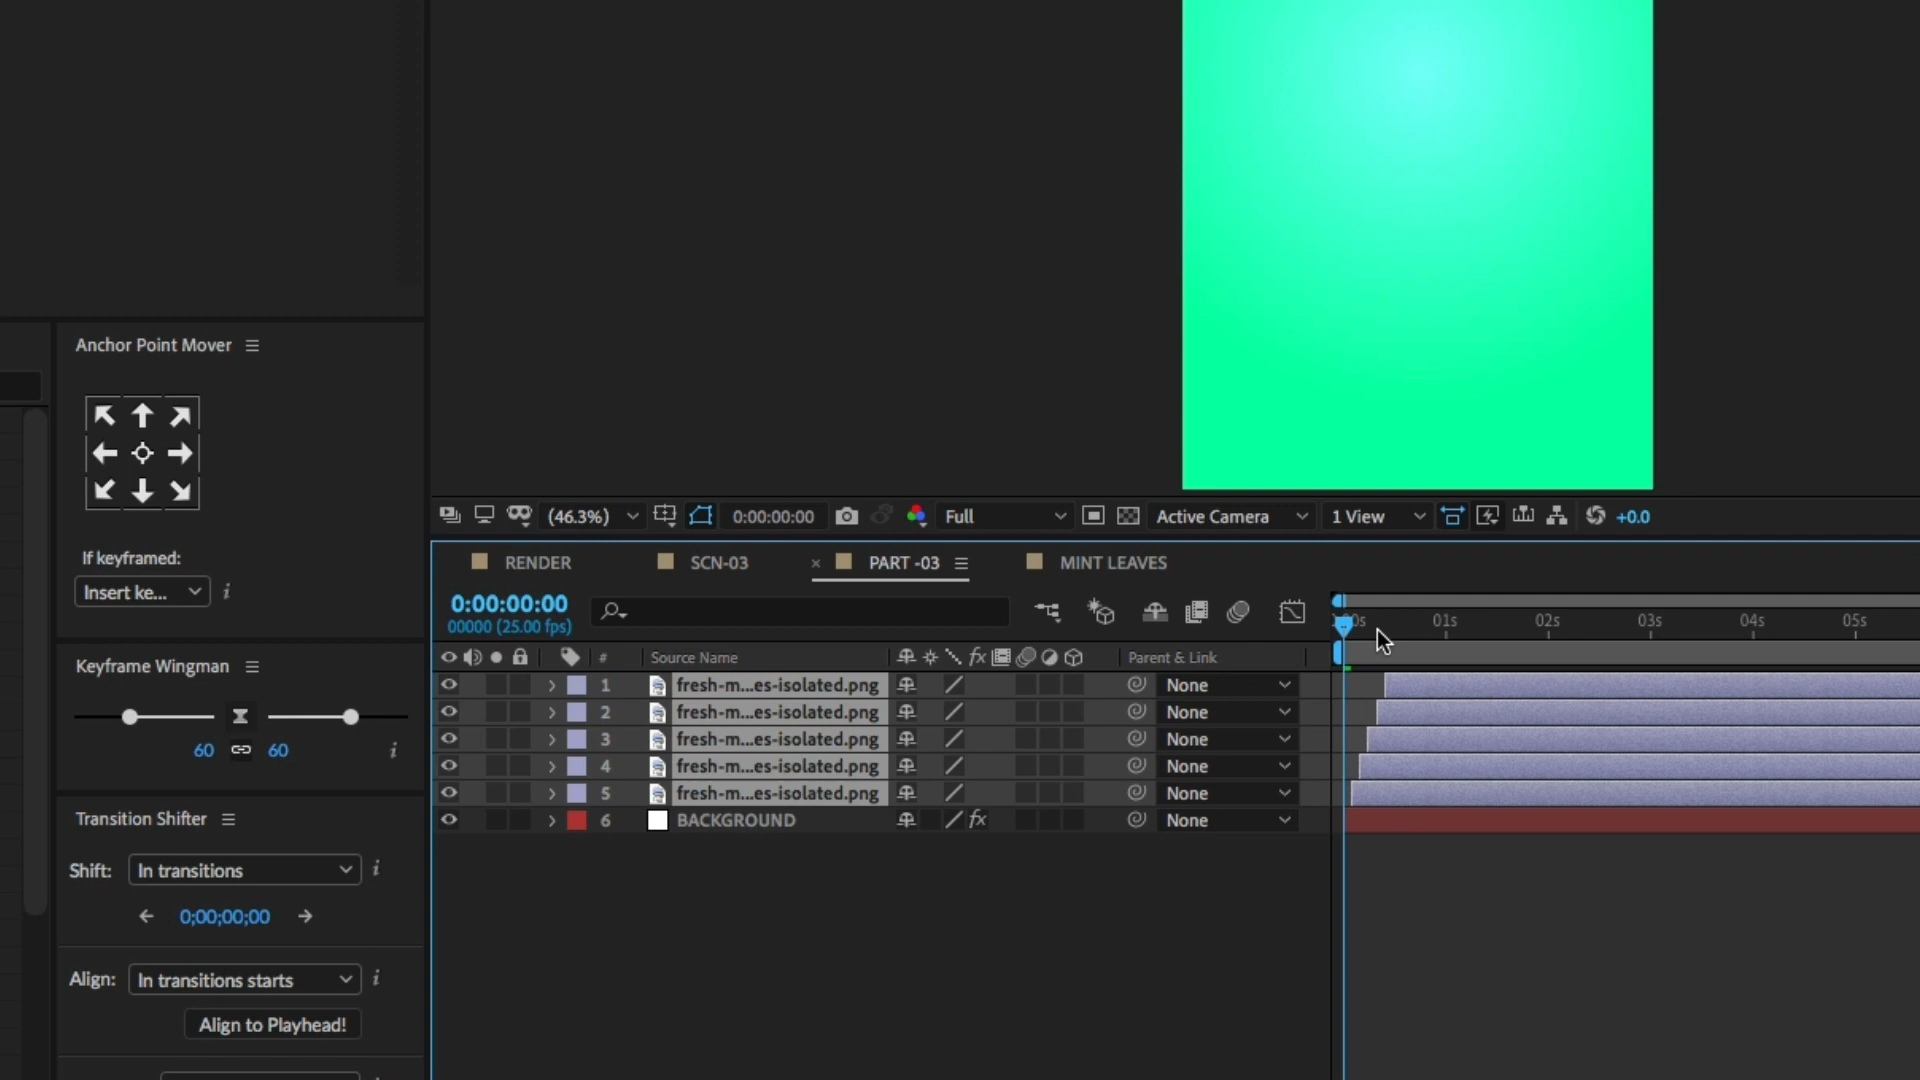 Anchor Point Mover
If keyframed:
Insert ke...
Keyframe Wingman
60 60
Transition Shifter
Shift: In transitions
0;00;00;00
Align: In transitions starts
Align to Playhead!
(46.3%) 0:00:00:00 Full Active Camera 1 View +0.0
RENDER SCN-03 × PART -03 MINT LEAVES
0:00:00:00
00000 (25.00 fps)
01s 02s 03s 04s 05s
# Source Name fx Parent & Link
1 fresh-m...es-isolated.png None
2 fresh-m...es-isolated.png None
3 fresh-m...es-isolated.png None
4 fresh-m...es-isolated.png None
5 fresh-m...es-isolated.png None
6 BACKGROUND fx None